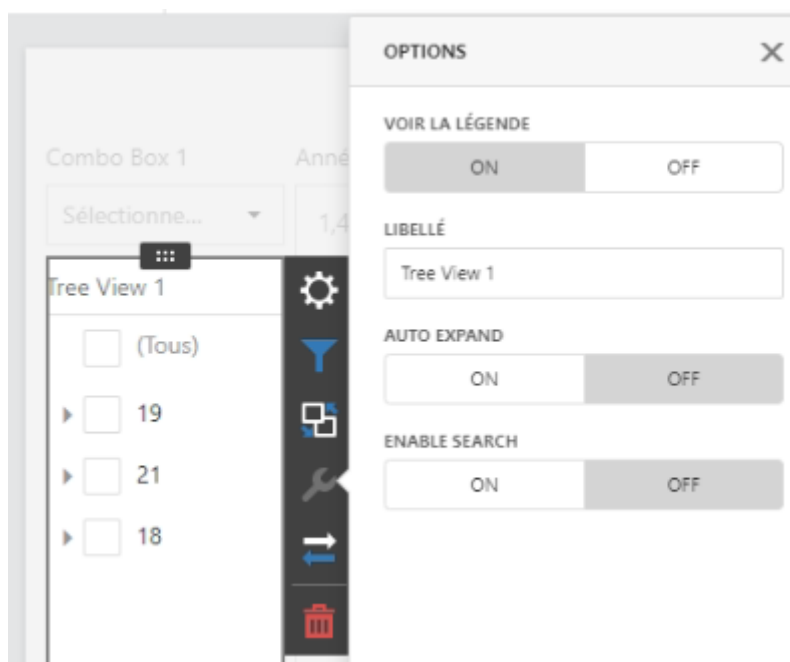 OPTIONS
VOIR LA LÉGENDE
ON OFF
LIBELLÉ
Tree View 1
AUTO EXPAND
ON OFF
ENABLE SEARCH
ON OFF
Combo Box 1 Anné
Sélectionne... 1,4
Tree View 1
(Tous)
19
21
18